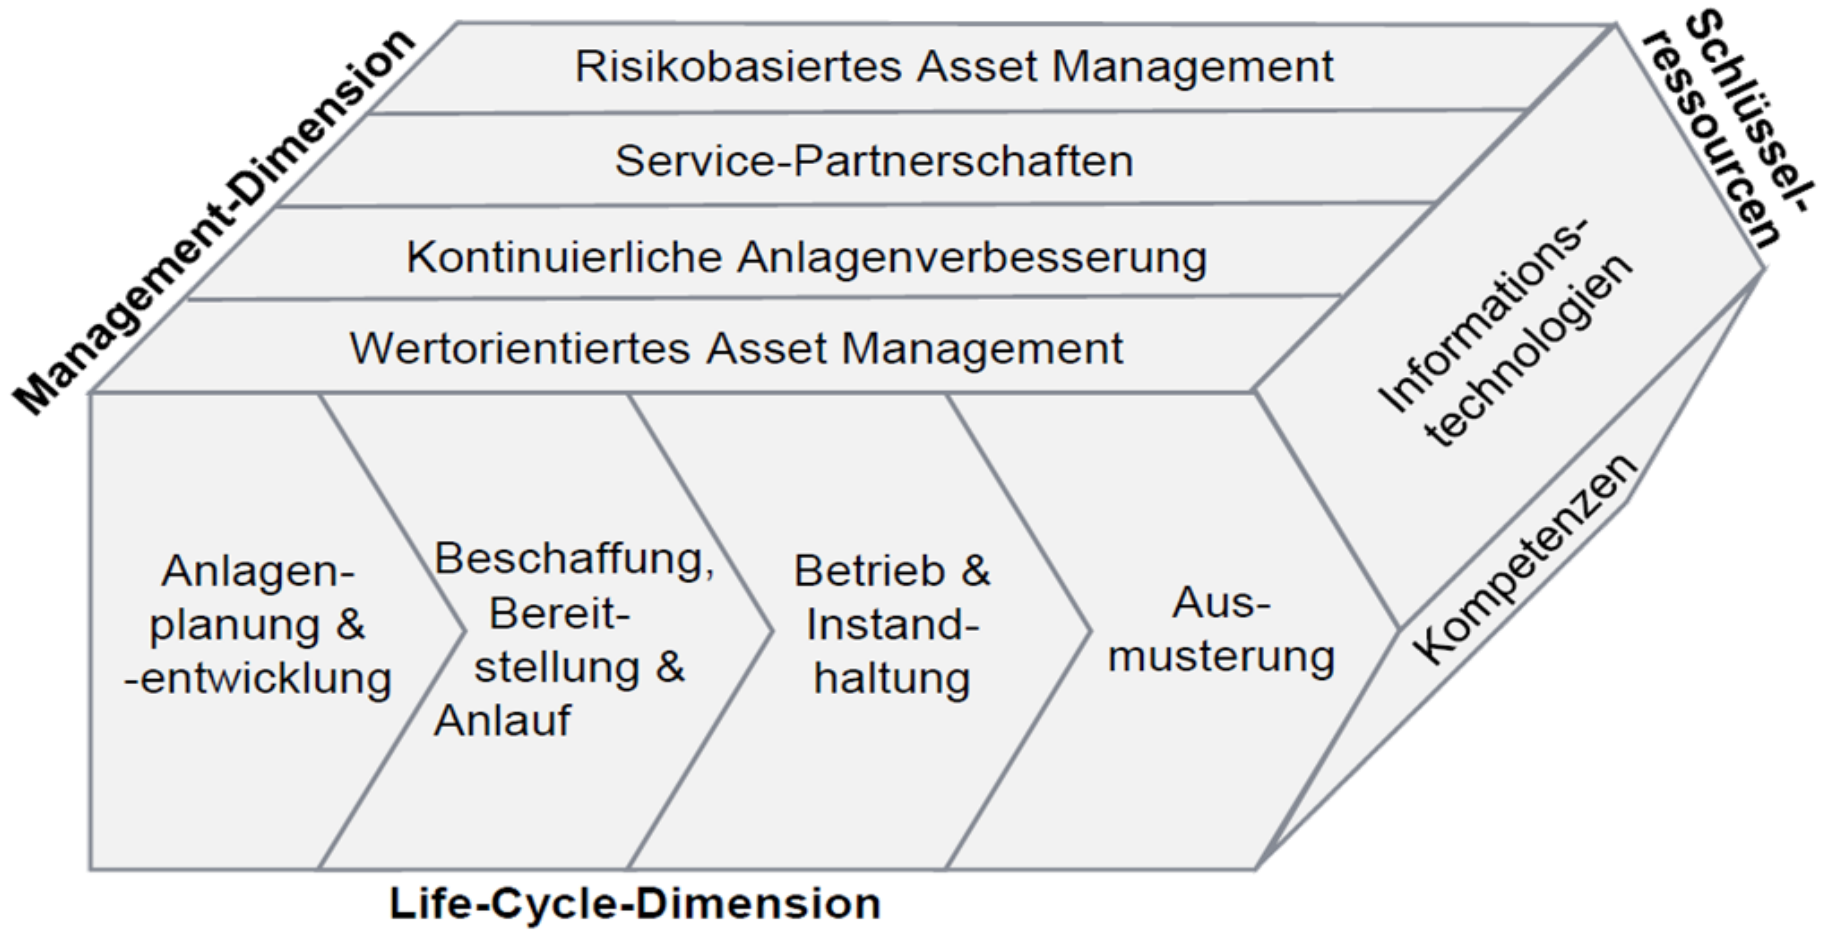 Management-Dimension
Risikobasiertes Asset Management
Service-Partnerschaften
Kontinuierliche Anlagenverbesserung
Wertorientiertes Asset Management
Schlüssel-
ressourcen
Informations-
technologien
Kompetenzen
Anlagen-
planung &
-entwicklung
Beschaffung,
Bereit-
stellung &
Anlauf
Betrieb &
Instand-
haltung
Aus-
musterung
Life-Cycle-Dimension